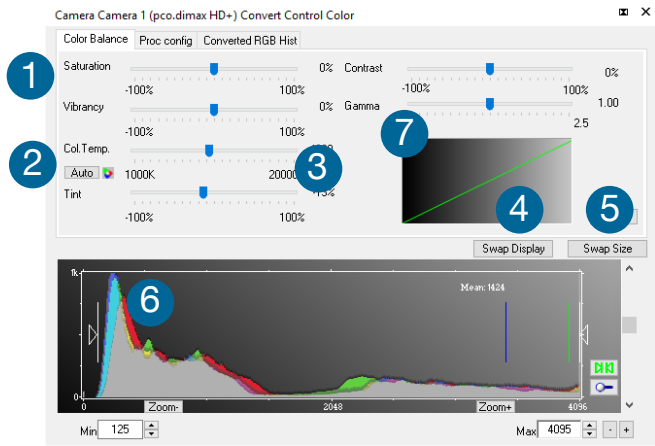 Camera Camera 1 (pco.dimax HD+) Convert Control Color
Color Balance Proc config Converted RGB Hist
1 Saturation 0% Contrast 0%
-100% 100% -100% 100%
Vibrancy 0% Gamma 1.00
-100% 100% 7 2.5
2 Col.Temp. 3
Auto 1000K 20000
Tint
-100% 100% 4 5
Swap Display Swap Size
1k
6 Mean: 1424
0
0 Zoom- 2048 Zoom+ 4096
Min 125 Max 4095 - +